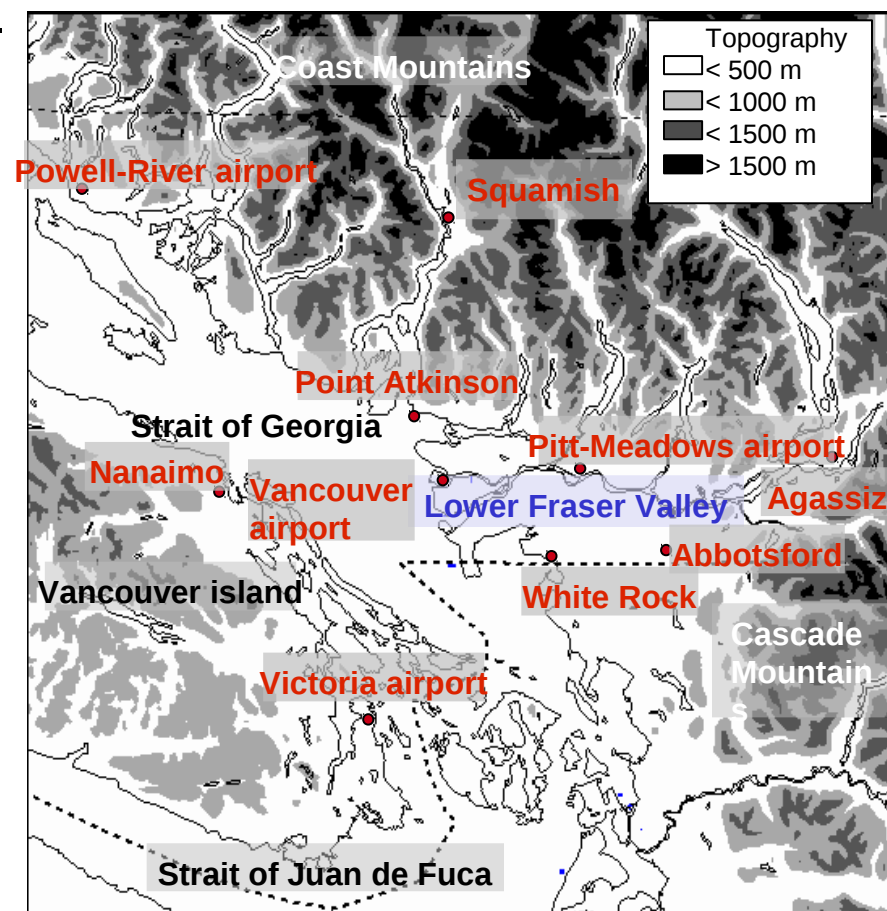 Topography
< 500 m
< 1000 m
< 1500 m
> 1500 m
Coast Mountains
Powell-River airport
Squamish
Point Atkinson
Strait of Georgia
Pitt-Meadows airport
Nanaimo
Vancouver
airport
Lower Fraser Valley
Agassiz
Abbotsford
Vancouver island
White Rock
Cascade
Mountain
s
Victoria airport
Strait of Juan de Fuca